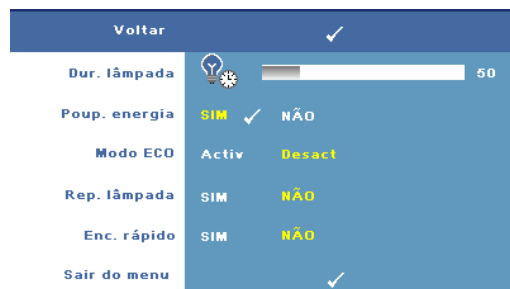 Voltar
Dur. lâmpada 50
Poup. energia SIM NÃO
Modo ECO Activ Desact
Rep. lâmpada SIM NÃO
Enc. rápido SIM NÃO
Sair do menu